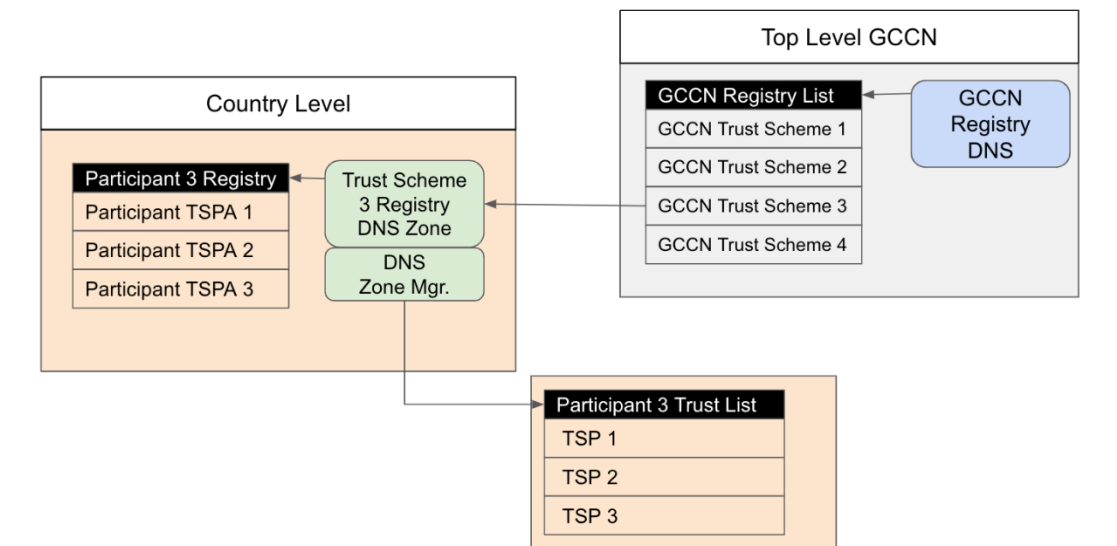 Top Level GCCN
GCCN Registry List
GCCN Trust Scheme 1
GCCN Trust Scheme 2
GCCN Trust Scheme 3
GCCN Trust Scheme 4
GCCN
Registry
DNS
Country Level
Participant 3 Registry
Participant TSPA 1
Participant TSPA 2
Participant TSPA 3
Trust Scheme
3 Registry
DNS Zone
DNS
Zone Mgr.
Participant 3 Trust List
TSP 1
TSP 2
TSP 3